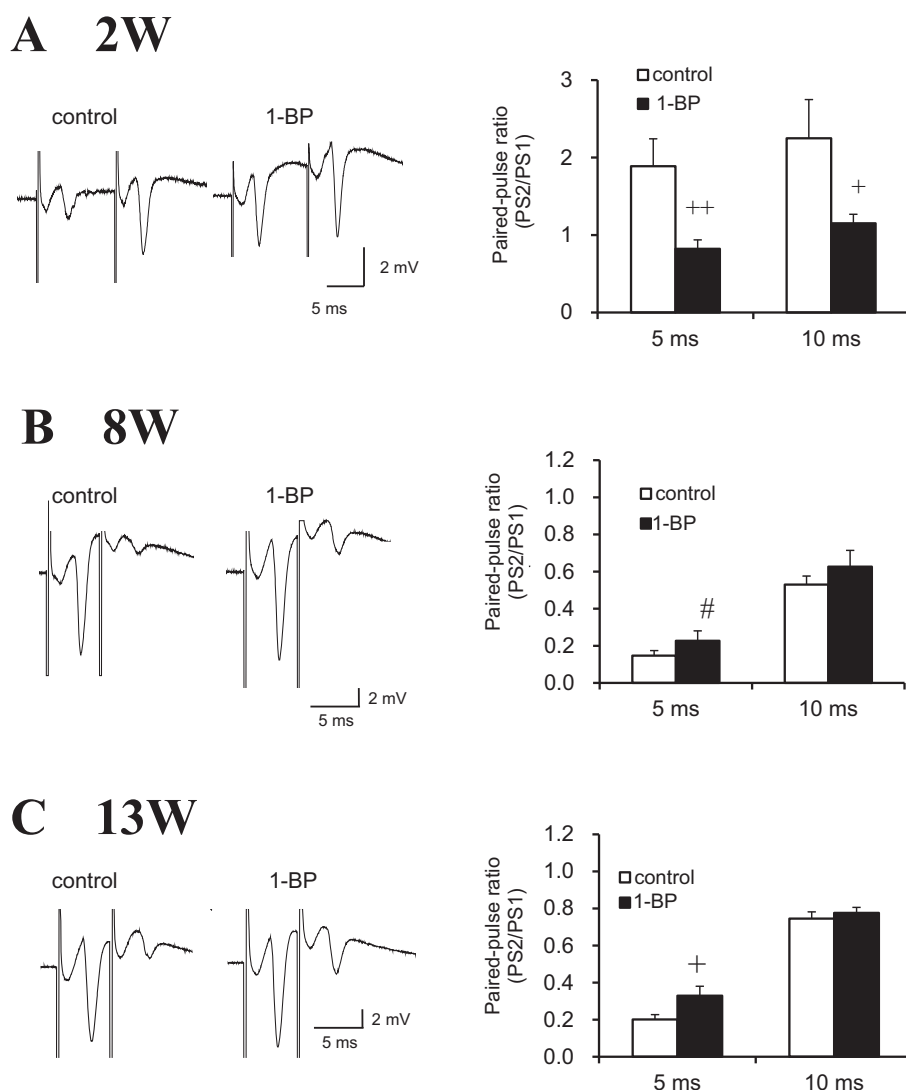 A 2W
control 1-BP
2 mV
5 ms
Paired-pulse ratio
(PS2/PS1)
3
2
1
0
control
1-BP
++
+
5 ms 10 ms
B 8W
control 1-BP
2 mV
5 ms
Paired-pulse ratio
(PS2/PS1)
1.2
1.0
0.8
0.6
0.4
0.2
0.0
control
1-BP
#
5 ms 10 ms
C 13W
control 1-BP
2 mV
5 ms
Paired-pulse ratio
(PS2/PS1)
1.2
1.0
0.8
0.6
0.4
0.2
0.0
control
1-BP
+
5 ms 10 ms